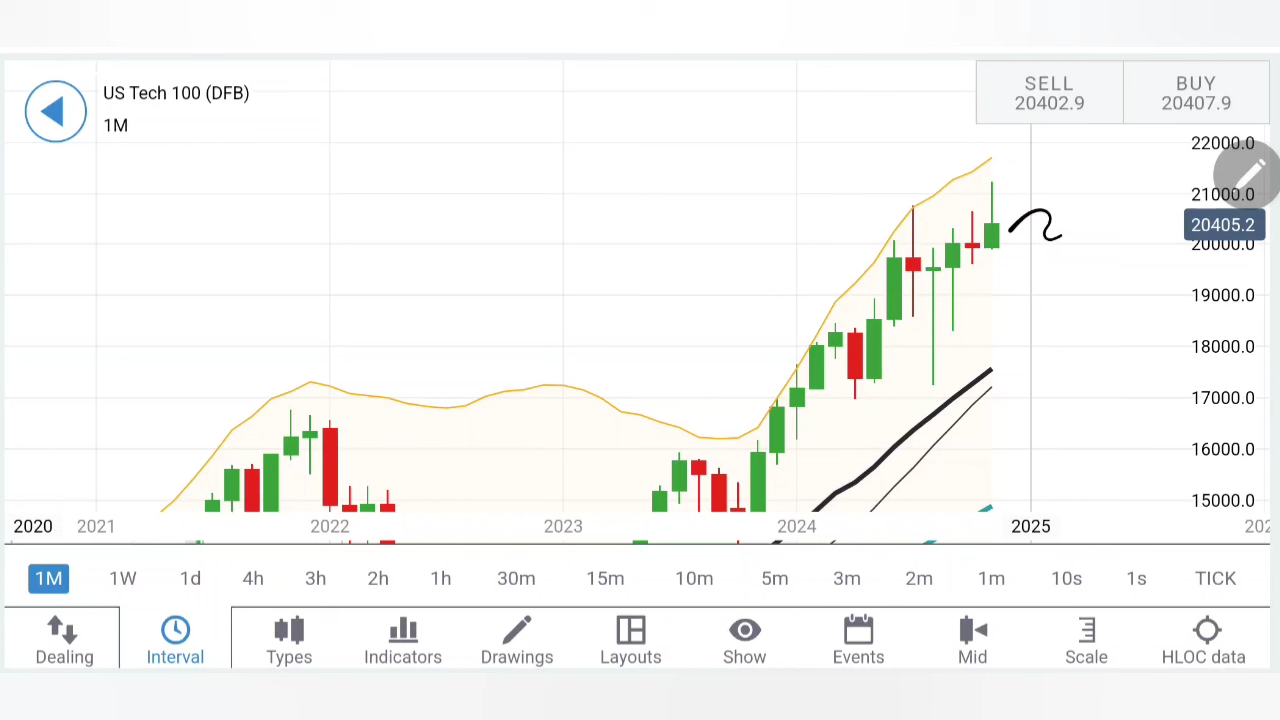 US Tech 100 (DFB)
1M
SELL
20402.9
BUY
20407.9
22000.0
21000.0
20405.2
20000.0
19000.0
18000.0
17000.0
16000.0
15000.0
2020 2021 2022 2023 2024 2025
1M 1W 1d 4h 3h 2h 1h 30m 15m 10m 5m 3m 2m 1m 10s 1s TICK
Dealing Interval Types Indicators Drawings Layouts Show Events Mid Scale HLOC data